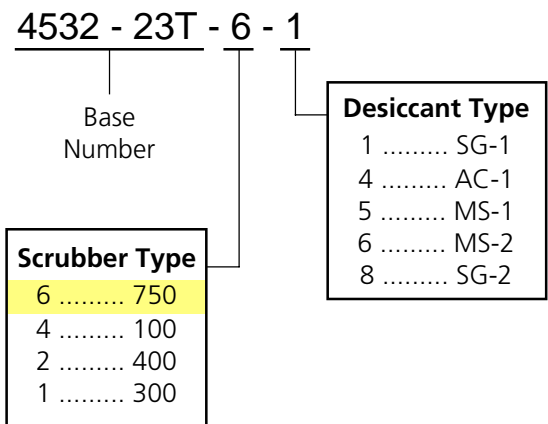 4532 - 23T - 6 - 1
Base
Number
Desiccant Type
1 ......... SG-1
4 ......... AC-1
5 ......... MS-1
6 ......... MS-2
8 ......... SG-2
Scrubber Type
6 ......... 750
4 ......... 100
2 ......... 400
1 ......... 300